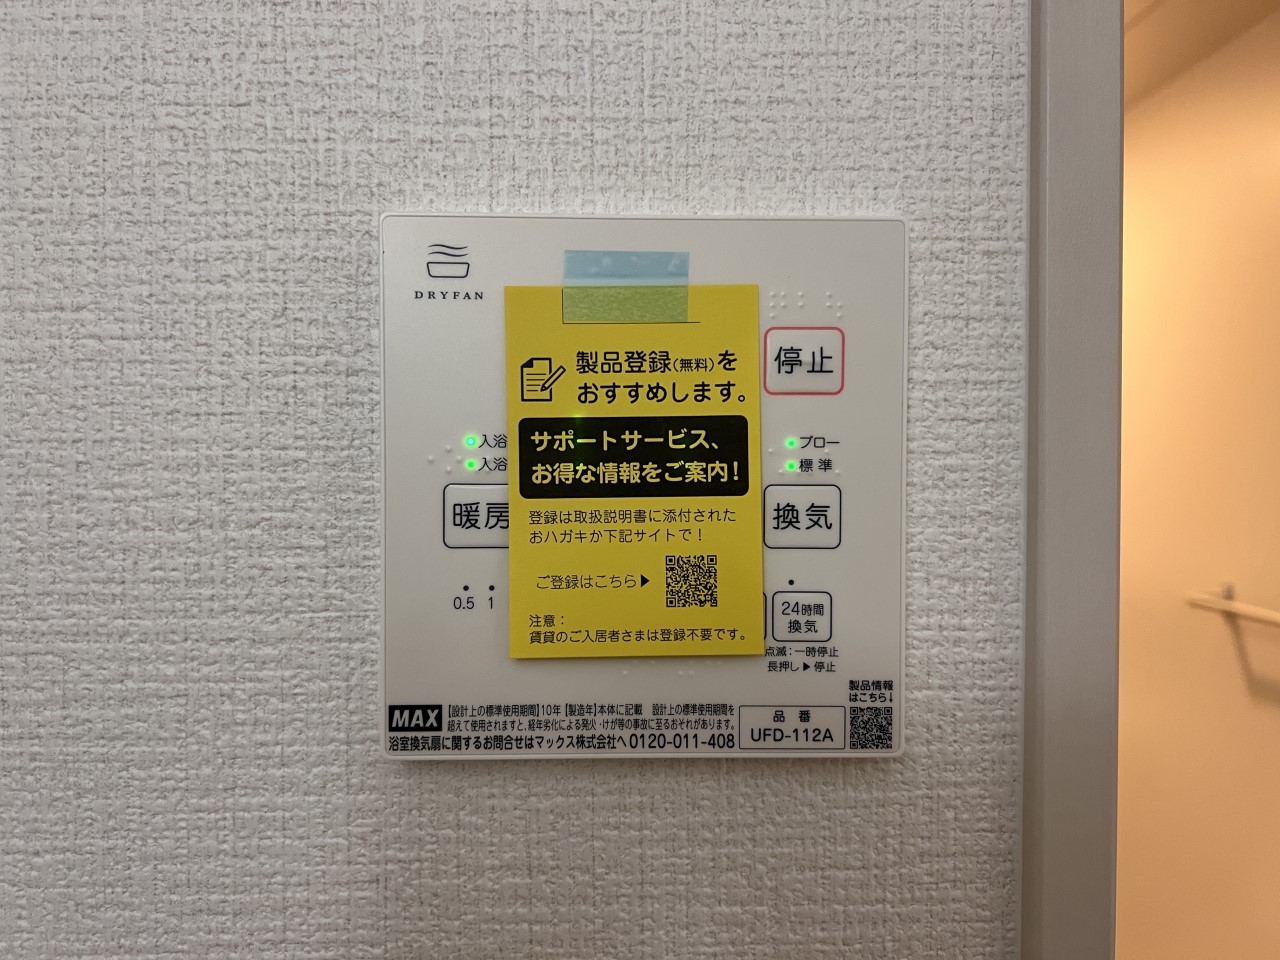 DRYFAN
製品登録(無料)を
おすすめします。
サポートサービス、
お得な情報をご案内!
登録は取扱説明書に添付された
おハガキか下記サイトで!
ご登録はこちら▶
注意:
賃貸のご入居者さまは登録不要です。
停止
入浴
入浴
暖房
0.5 1
ブロー
標準
換気
24時間
換気
点滅:一時停止
長押し▶停止
製品情報
はこちら↓
MAX
【設計上の標準使用期間】10年【製造年】本体に記載 設計上の標準使用期間を
超えて使用されますと、経年劣化による発火・けが等の事故に至るおそれがあります。
浴室換気扇に関するお問合せはマックス株式会社へ 0120-011-408
品番
UFD-112A